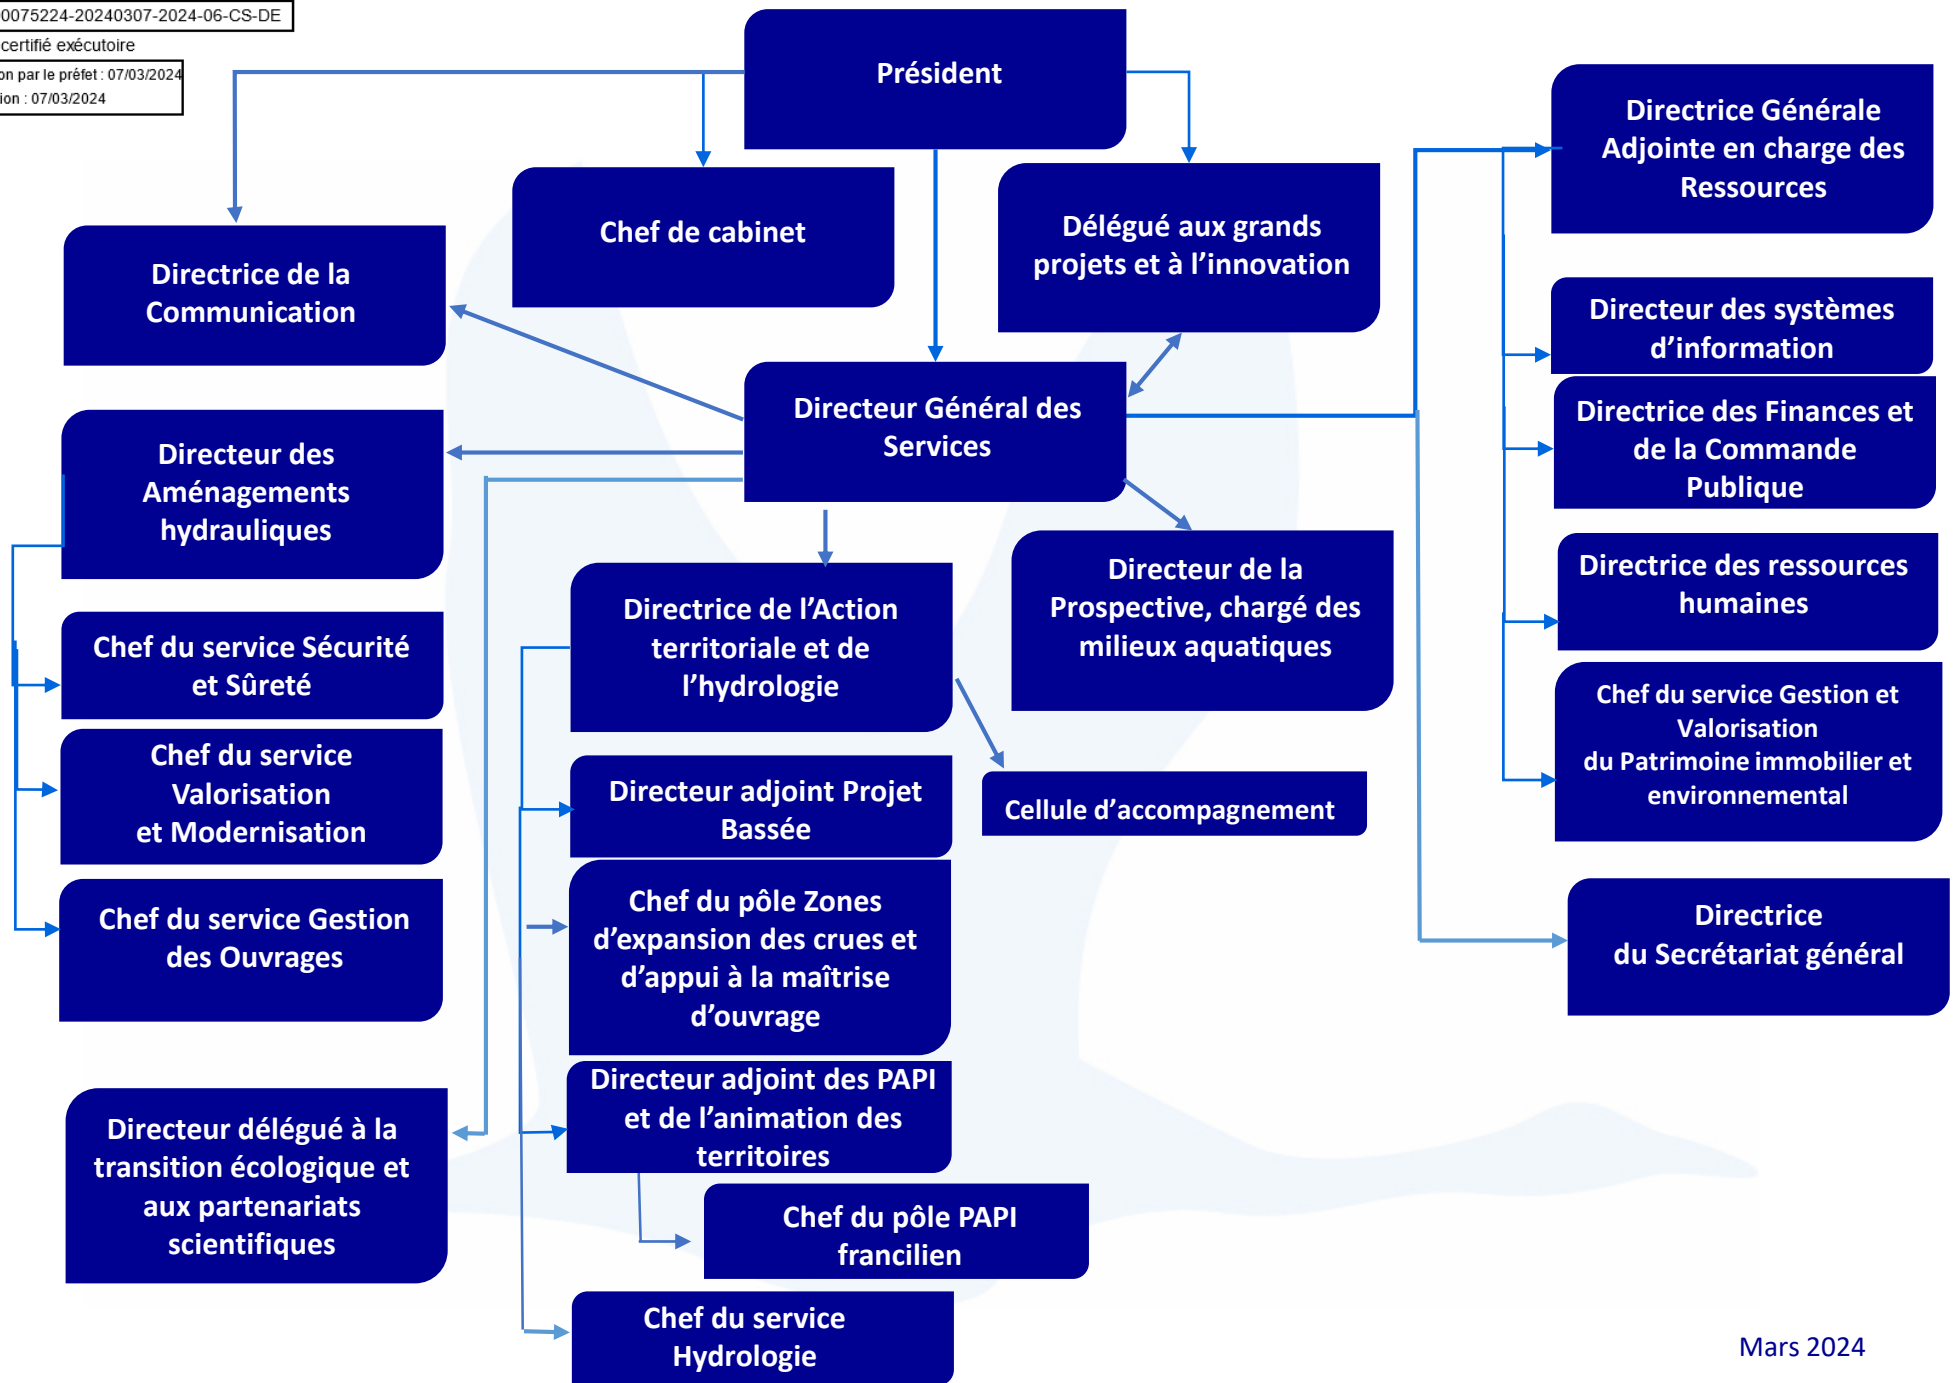 0075224-20240307-2024-06-CS-DE
certifié exécutoire
on par le préfet : 07/03/2024
ion : 07/03/2024
Président
Chef de cabinet
Délégué aux grands
projets et à l’innovation
Directrice de la
Communication
Directeur Général des
Services
Directeur des
Aménagements
hydrauliques
Chef du service Sécurité
et Sûreté
Chef du service
Valorisation
et Modernisation
Chef du service Gestion
des Ouvrages
Directeur délégué à la
transition écologique et
aux partenariats
scientifiques
Directrice de l’Action
territoriale et de
l’hydrologie
Directeur adjoint Projet
Bassée
Chef du pôle Zones
d’expansion des crues et
d’appui à la maîtrise
d’ouvrage
Directeur adjoint des PAPI
et de l’animation des
territoires
Chef du pôle PAPI
francilien
Chef du service
Hydrologie
Directeur de la
Prospective, chargé des
milieux aquatiques
Cellule d’accompagnement
Directrice Générale
Adjointe en charge des
Ressources
Directeur des systèmes
d’information
Directrice des Finances et
de la Commande
Publique
Directrice des ressources
humaines
Chef du service Gestion et
Valorisation
du Patrimoine immobilier et
environnemental
Directrice
du Secrétariat général
Mars 2024